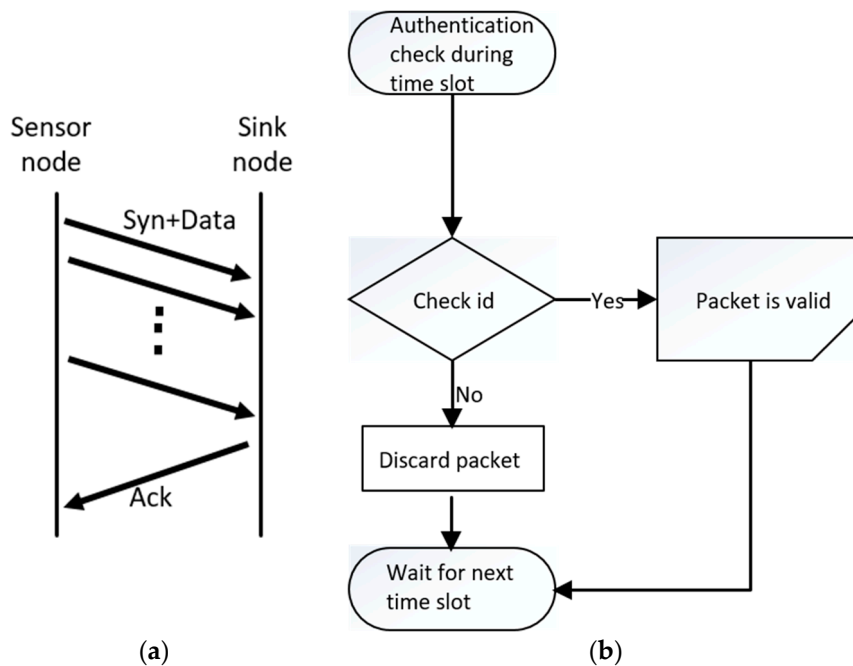 Sensor
node
Sink
node
Syn+Data
Ack
(a)
Authentication
check during
time slot
Check id
Yes
Packet is valid
No
Discard packet
Wait for next
time slot
(b)